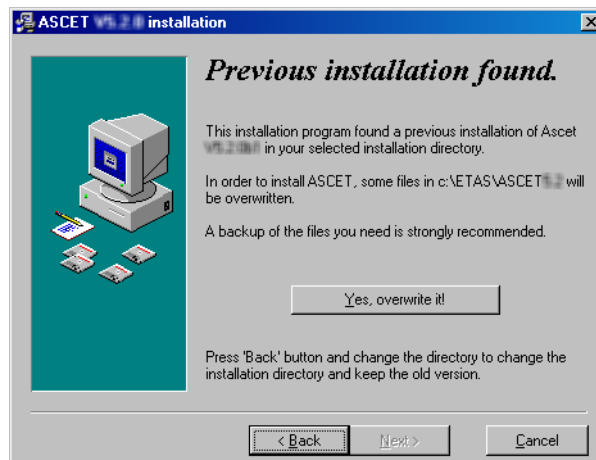 ASCET installation
Previous installation found.
This installation program found a previous installation of Ascet
in your selected installation directory.
In order to install ASCET, some files in c:\ETAS\ASCET will
be overwritten.
A backup of the files you need is strongly recommended.
Yes, overwrite it!
Press 'Back' button and change the directory to change the
installation directory and keep the old version.
< Back
Next >
Cancel